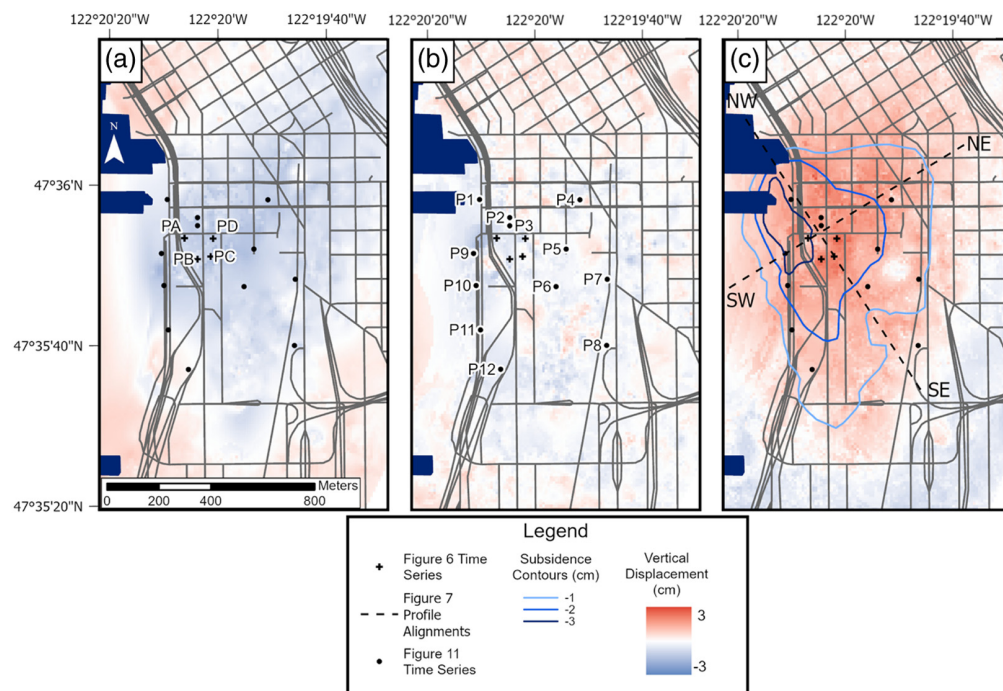 122°20'20"W 122°20'0"W 122°19'40"W 122°20'20"W 122°20'0"W 122°19'40"W 122°20'20"W 122°20'0"W 122°19'40"W
(a) (b) (c)
N
NW
NE
47°36'N
P1 P4
P2
PA PD P3
P9 P5
PB PC
P10 P6 P7
SW
P11
47°35'40"N
P8
P12
SE
Meters
0 200 400 800
47°35'20"N
Legend
Figure 6 Time
Series
Figure 7
Profile
Alignments
Figure 11
Time Series
Subsidence
Contours (cm)
-1
-2
-3
Vertical
Displacement
(cm)
3
-3